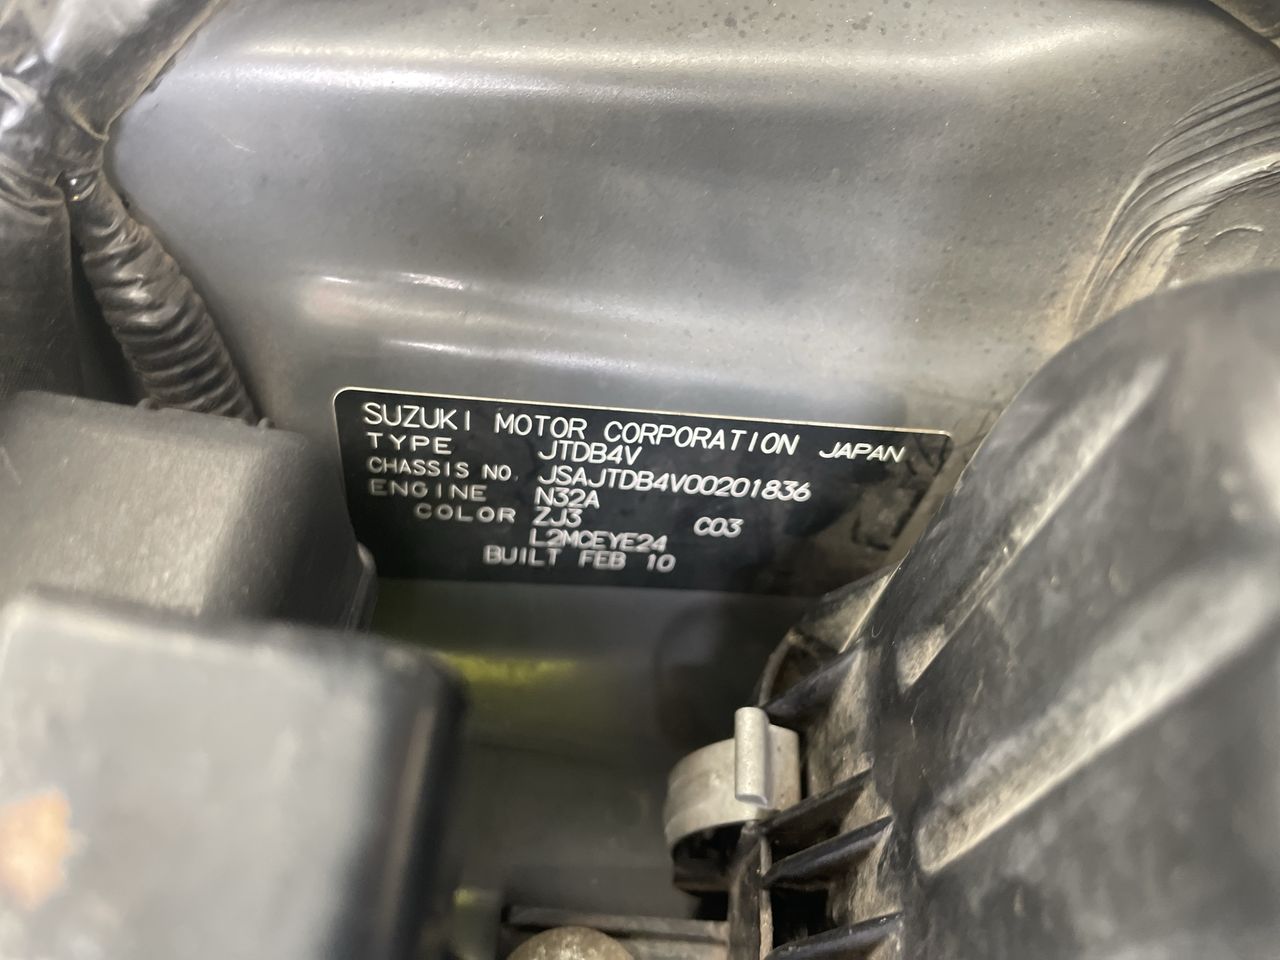 SUZUKI MOTOR CORPORATION JAPAN
TYPE JTDB4V
CHASSIS NO. JSAJTDB4V00201836
ENGINE N32A
COLOR ZJ3 C03
L2MCEYE24
BUILT FEB 10